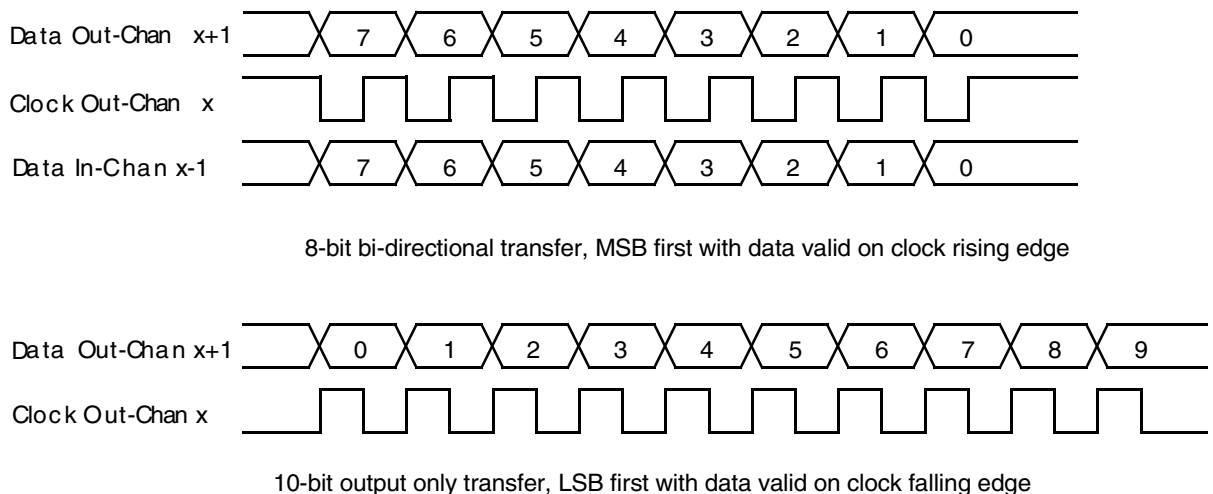 Data Out-Chan x+1 7 6 5 4 3 2 1 0
Clock Out-Chan x
Data In-Chan x-1 7 6 5 4 3 2 1 0
8-bit bi-directional transfer, MSB first with data valid on clock rising edge
Data Out-Chan x+1 0 1 2 3 4 5 6 7 8 9
Clock Out-Chan x
10-bit output only transfer, LSB first with data valid on clock falling edge